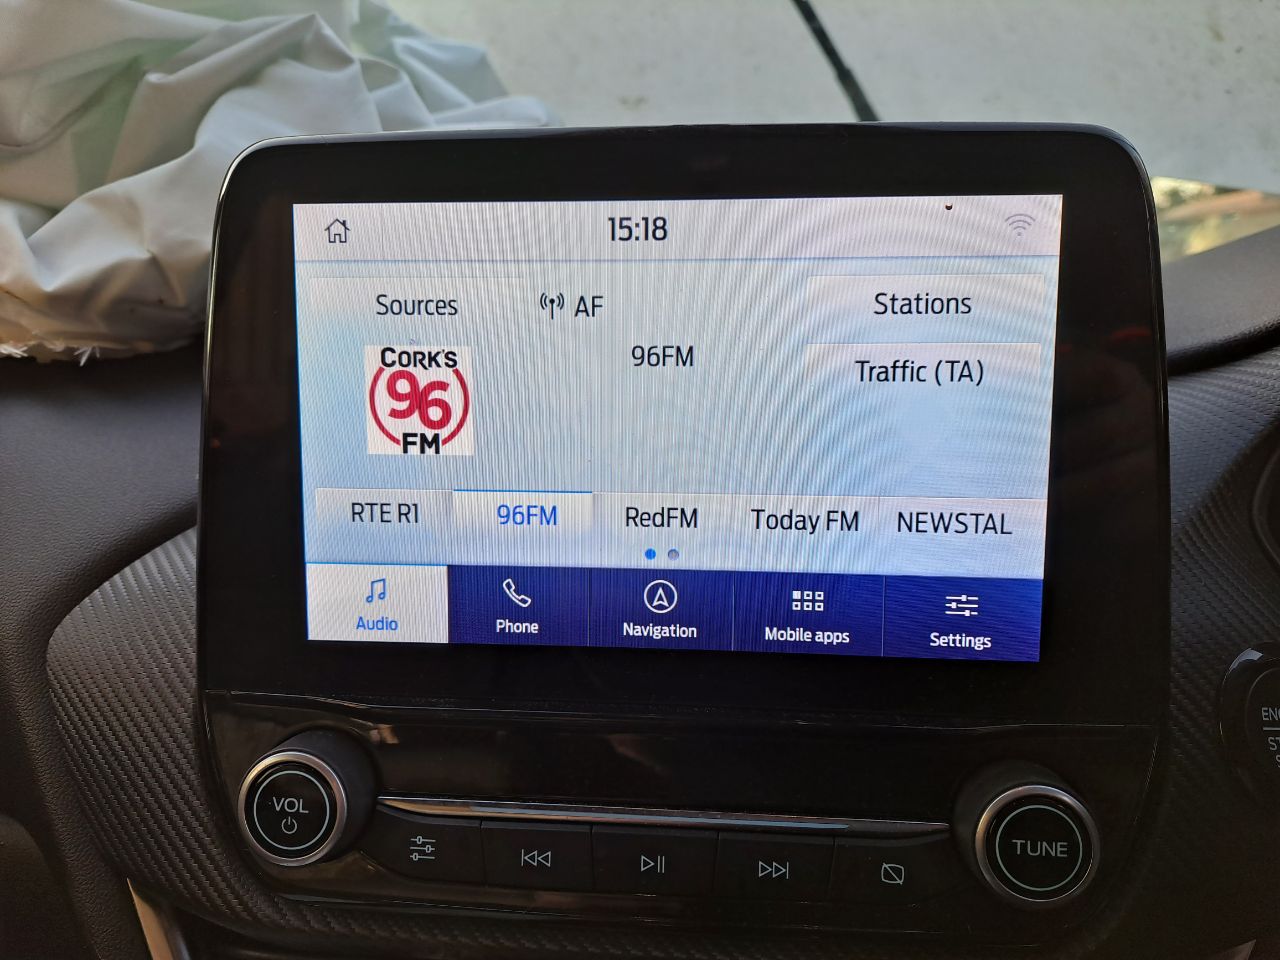 15:18
Sources
AF
Stations
CORK'S
96
FM
96FM
Traffic (TA)
RTE R1
96FM
RedFM
Today FM
NEWSTAL
Audio
Phone
Navigation
Mobile apps
Settings
VOL
TUNE